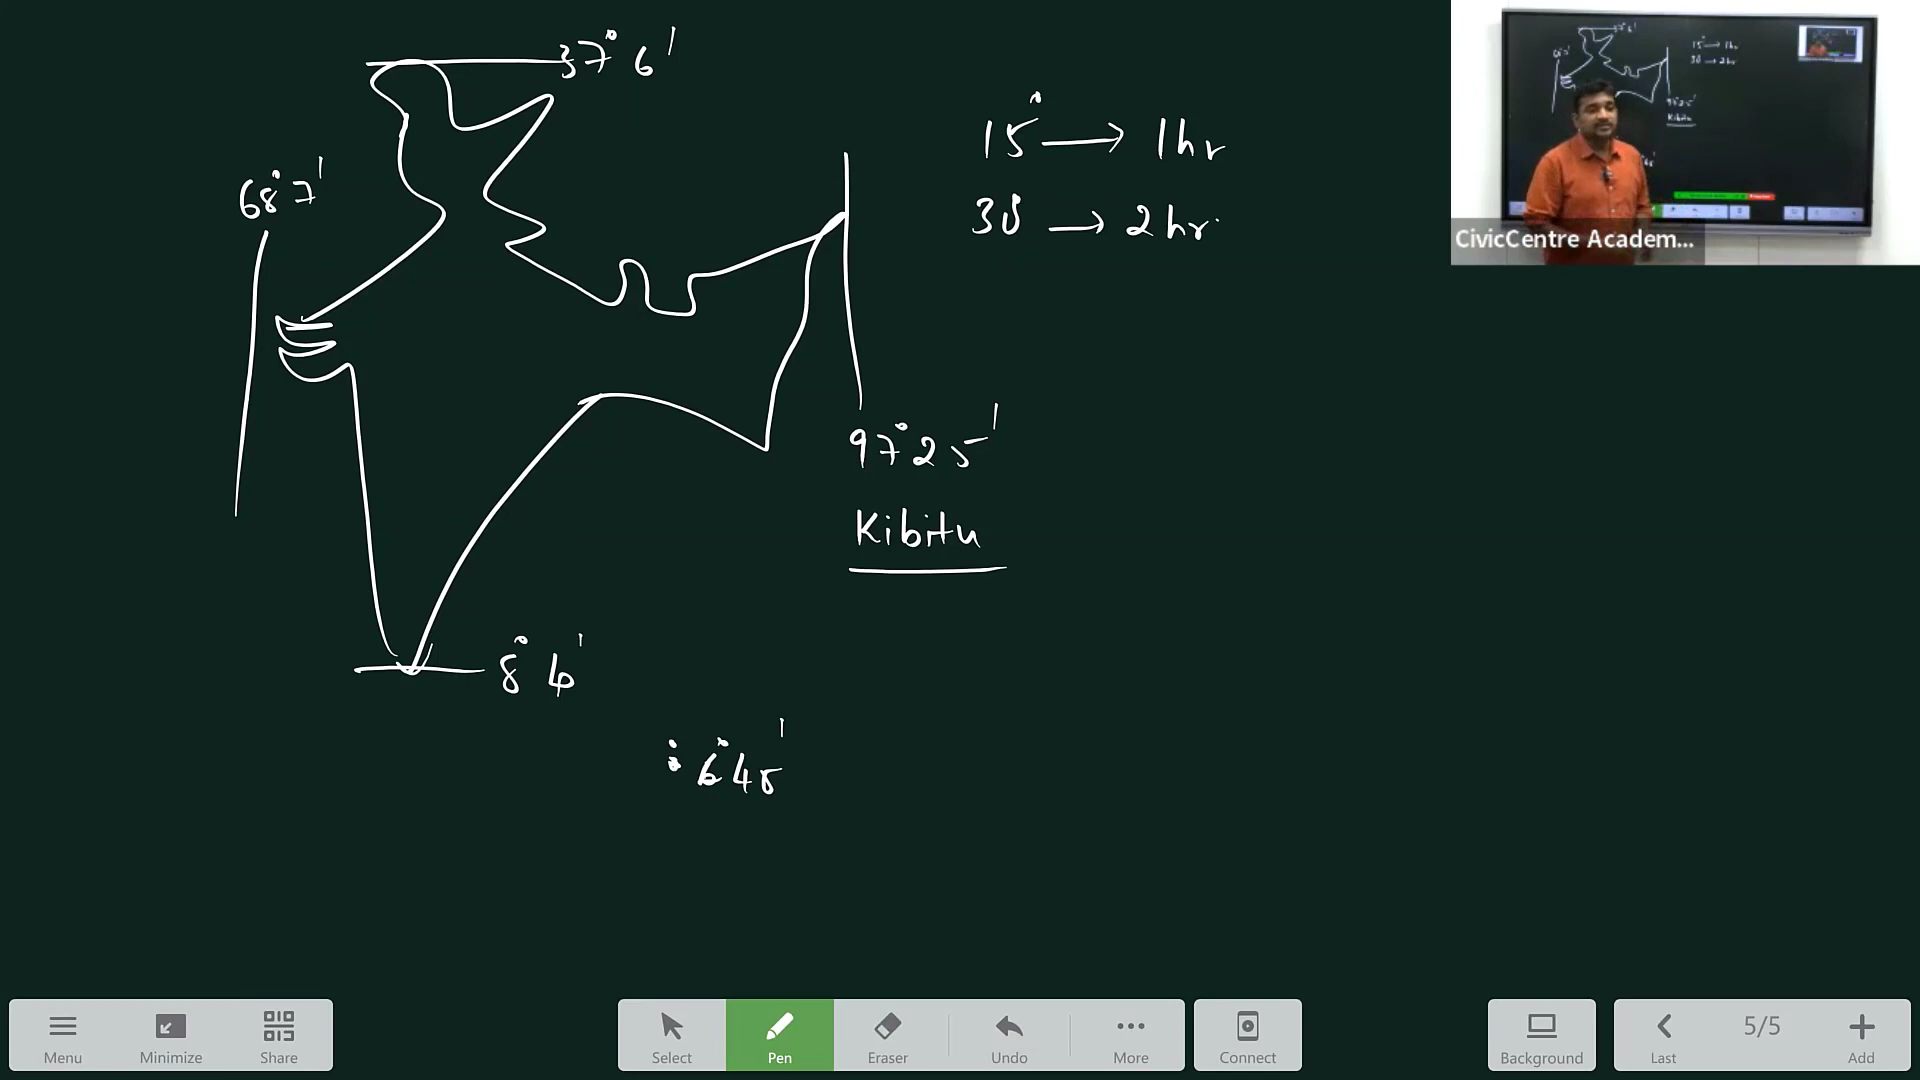 37° 6'
68° 7'
15° → 1hr
30 → 2hr
97° 25'
Kibitu
8° 4'
6° 45'
CivicCentre Academ...
Menu
Minimize
Share
Select
Pen
Eraser
Undo
More
Connect
Background
Last
5/5
Add